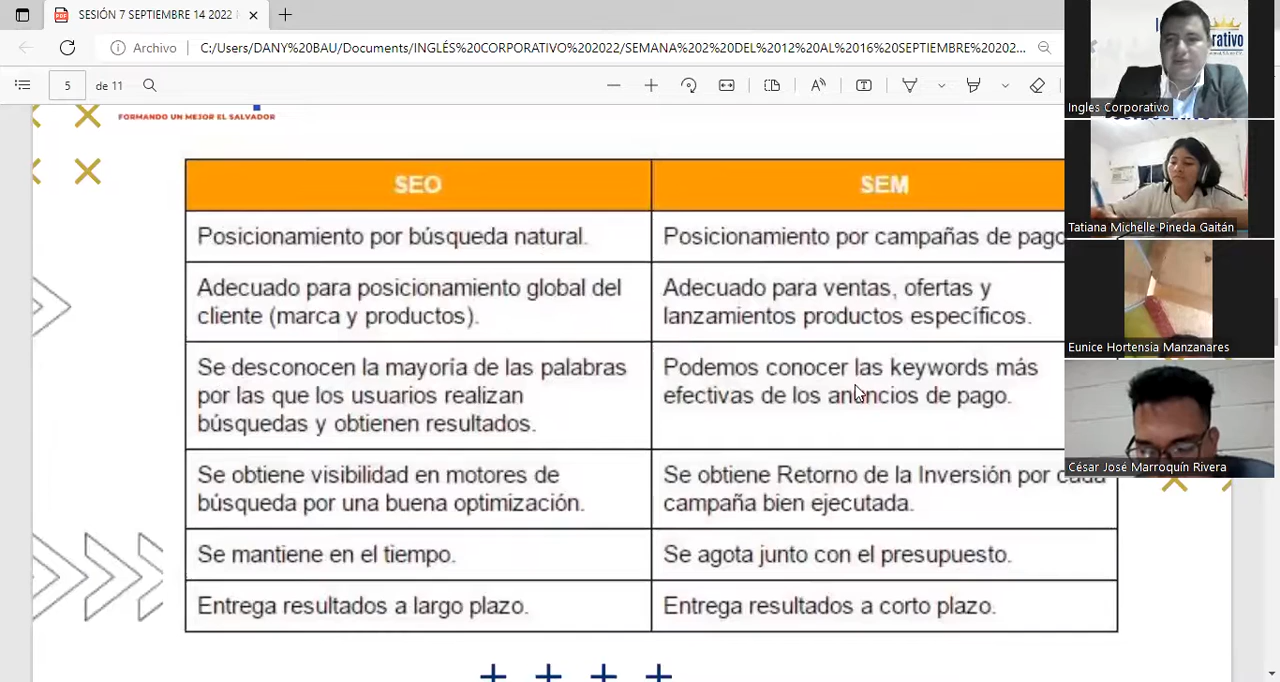 SESIÓN 7 SEPTIEMBRE 14 2022
Archivo
C:/Users/DANY%20BAU/Documents/INGLÉS%20CORPORATIVO%202022/SEMANA%202%20DEL%2012%20AL%2016%20SEPTIEMBRE%20202...
5
de 11
FORMANDO UN MEJOR EL SALVADOR
SEO
SEM
Posicionamiento por búsqueda natural.
Posicionamiento por campañas de pago
Adecuado para posicionamiento global del
cliente (marca y productos).
Adecuado para ventas, ofertas y
lanzamientos productos específicos.
Se desconocen la mayoría de las palabras
por las que los usuarios realizan
búsquedas y obtienen resultados.
Podemos conocer las keywords más
efectivas de los anuncios de pago.
Se obtiene visibilidad en motores de
búsqueda por una buena optimización.
Se obtiene Retorno de la Inversión por cada
campaña bien ejecutada.
Se mantiene en el tiempo.
Se agota junto con el presupuesto.
Entrega resultados a largo plazo.
Entrega resultados a corto plazo.
Ingles Corporativo
Tatiana Michelle Pineda Gaitán
Eunice Hortensia Manzanares
César José Marroquín Rivera